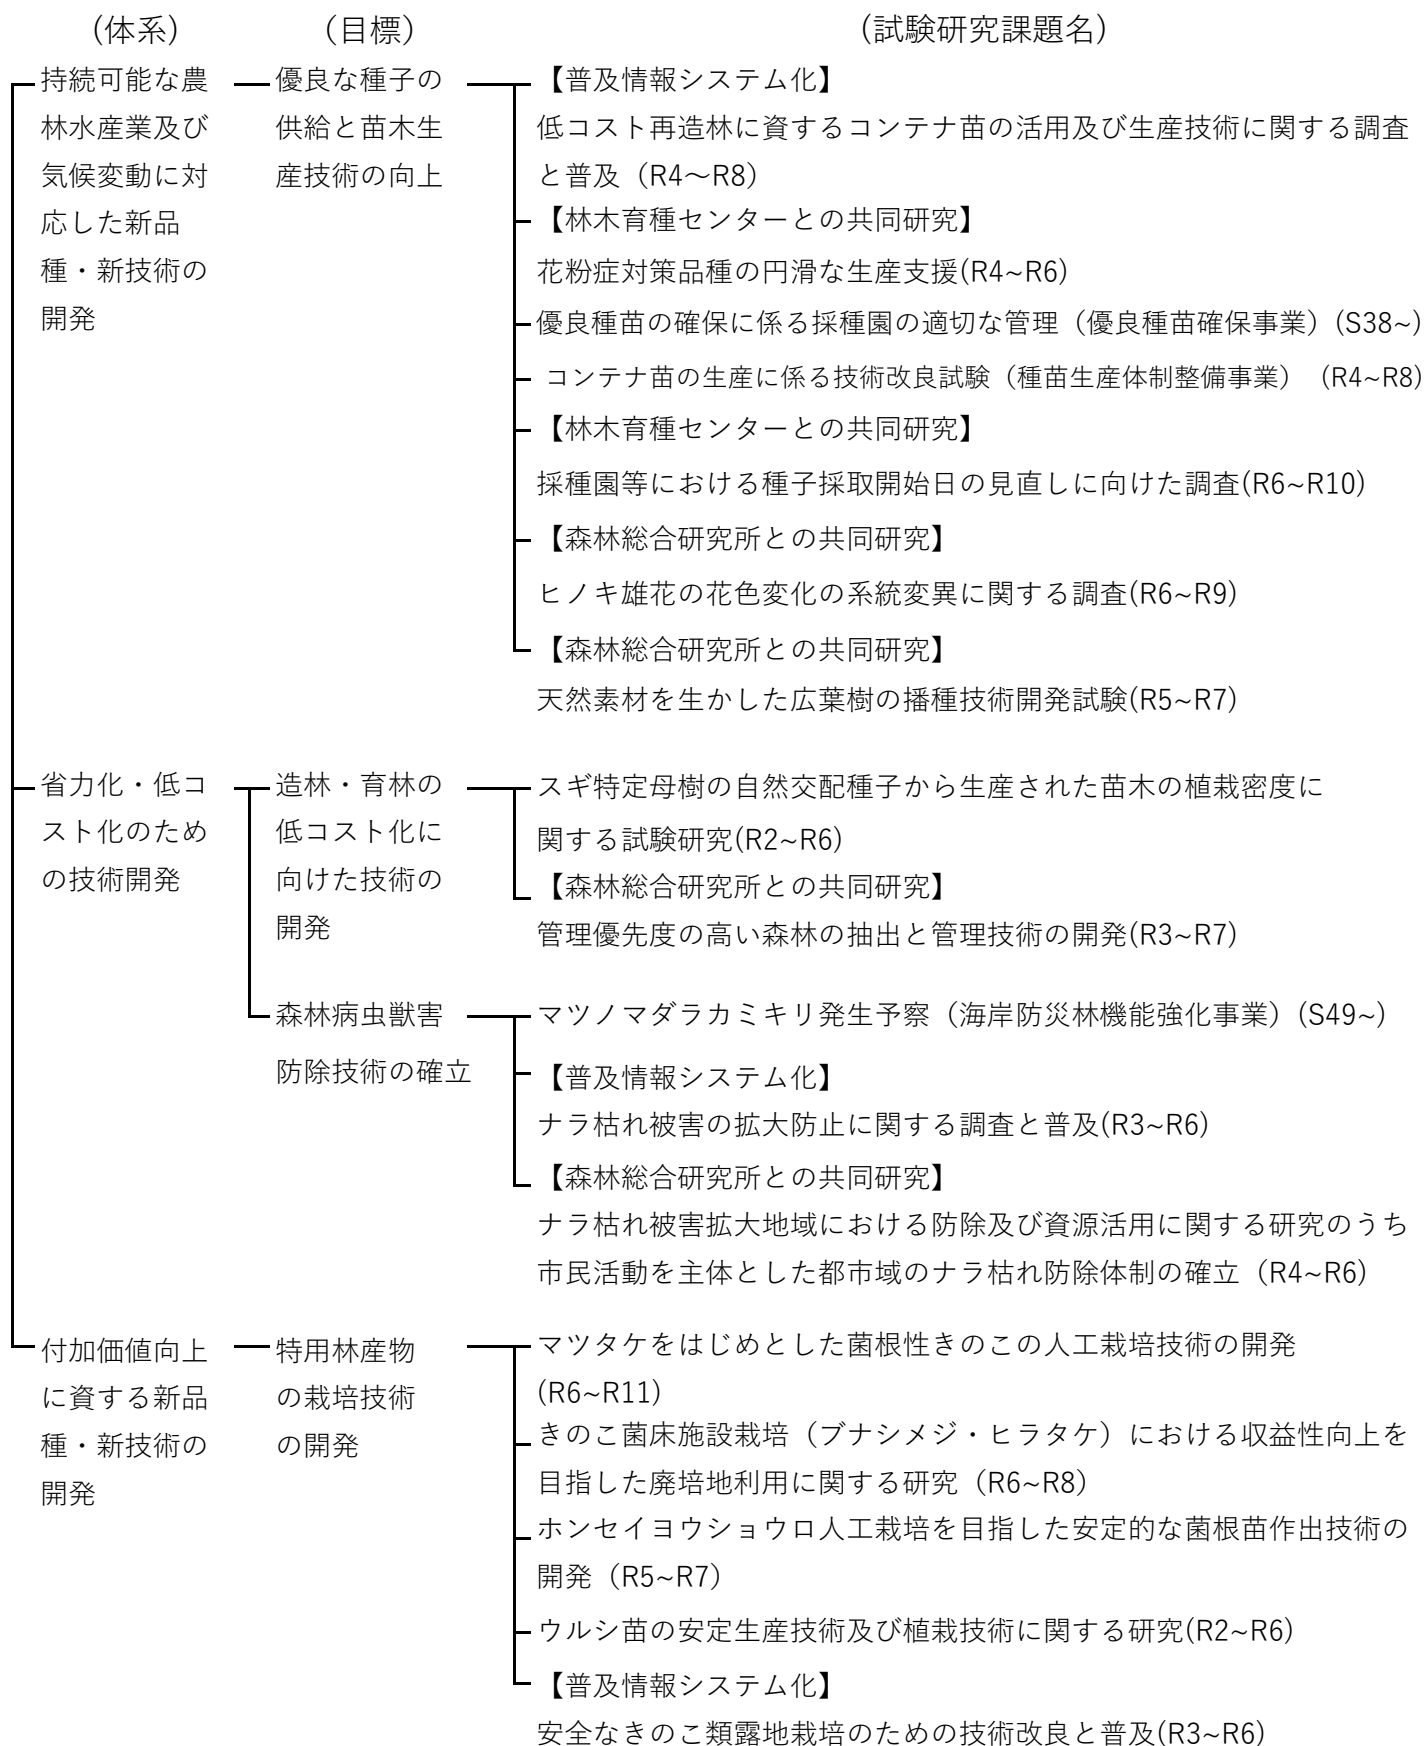 (体系)
(目標)
(試験研究課題名)
持続可能な農
林水産業及び
気候変動に対
応した新品
種・新技術の
開発
優良な種子の
供給と苗木生
産技術の向上
【普及情報システム化】
低コスト再造林に資するコンテナ苗の活用及び生産技術に関する調査
と普及（R4～R8）
【林木育種センターとの共同研究】
花粉症対策品種の円滑な生産支援(R4~R6)
優良種苗の確保に係る採種園の適切な管理（優良種苗確保事業）(S38~)
コンテナ苗の生産に係る技術改良試験（種苗生産体制整備事業）（R4~R8）
【林木育種センターとの共同研究】
採種園等における種子採取開始日の見直しに向けた調査(R6~R10)
【森林総合研究所との共同研究】
ヒノキ雄花の花色変化の系統変異に関する調査(R6~R9)
【森林総合研究所との共同研究】
天然素材を生かした広葉樹の播種技術開発試験(R5~R7)
省力化・低コ
スト化のため
の技術開発
造林・育林の
低コスト化に
向けた技術の
開発
スギ特定母樹の自然交配種子から生産された苗木の植栽密度に
関する試験研究(R2~R6)
【森林総合研究所との共同研究】
管理優先度の高い森林の抽出と管理技術の開発(R3~R7)
森林病虫獣害
防除技術の確立
マツノマダラカミキリ発生予察（海岸防災林機能強化事業）(S49~)
【普及情報システム化】
ナラ枯れ被害の拡大防止に関する調査と普及(R3~R6)
【森林総合研究所との共同研究】
ナラ枯れ被害拡大地域における防除及び資源活用に関する研究のうち
市民活動を主体とした都市域のナラ枯れ防除体制の確立（R4~R6）
付加価値向上
に資する新品
種・新技術の
開発
特用林産物
の栽培技術
の開発
マツタケをはじめとした菌根性きのこの人工栽培技術の開発
(R6~R11)
きのこ菌床施設栽培（ブナシメジ・ヒラタケ）における収益性向上を
目指した廃培地利用に関する研究（R6~R8）
ホンセイヨウショウロ人工栽培を目指した安定的な菌根苗作出技術の
開発（R5~R7）
ウルシ苗の安定生産技術及び植栽技術に関する研究(R2~R6)
【普及情報システム化】
安全なきのこ類露地栽培のための技術改良と普及(R3~R6)